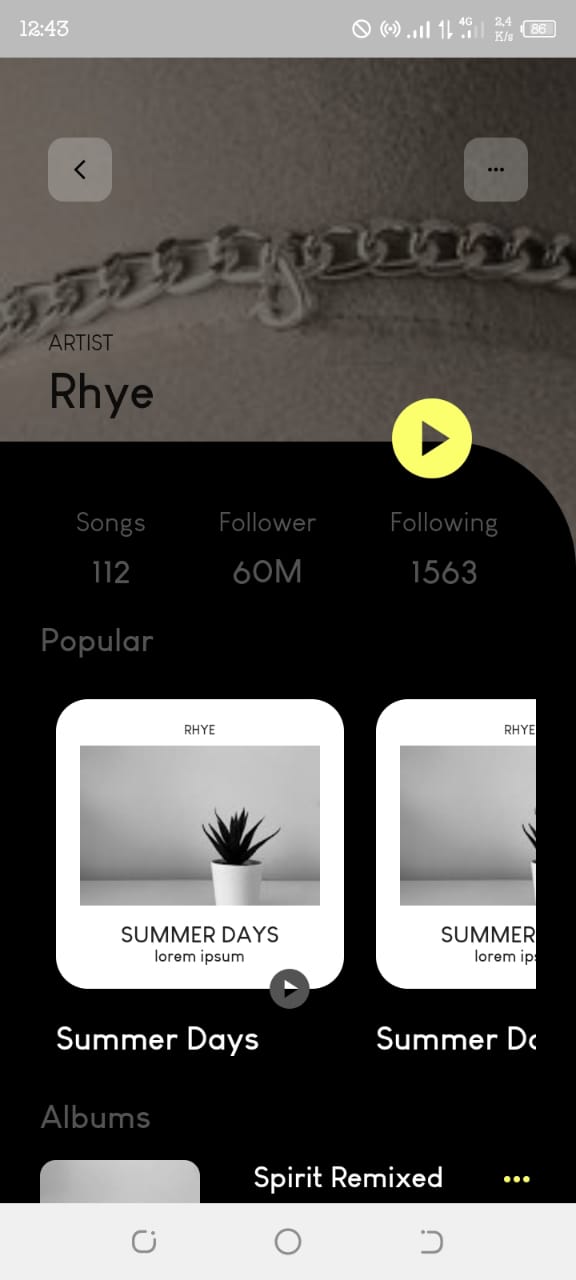 12:43
4G
2,4
K/s
86
ARTIST
Rhye
Songs Follower Following
112 60M 1563
Popular
RHYE RHYE
SUMMER DAYS SUMMER
lorem ipsum lorem ips
Summer Days Summer Da
Albums
Spirit Remixed